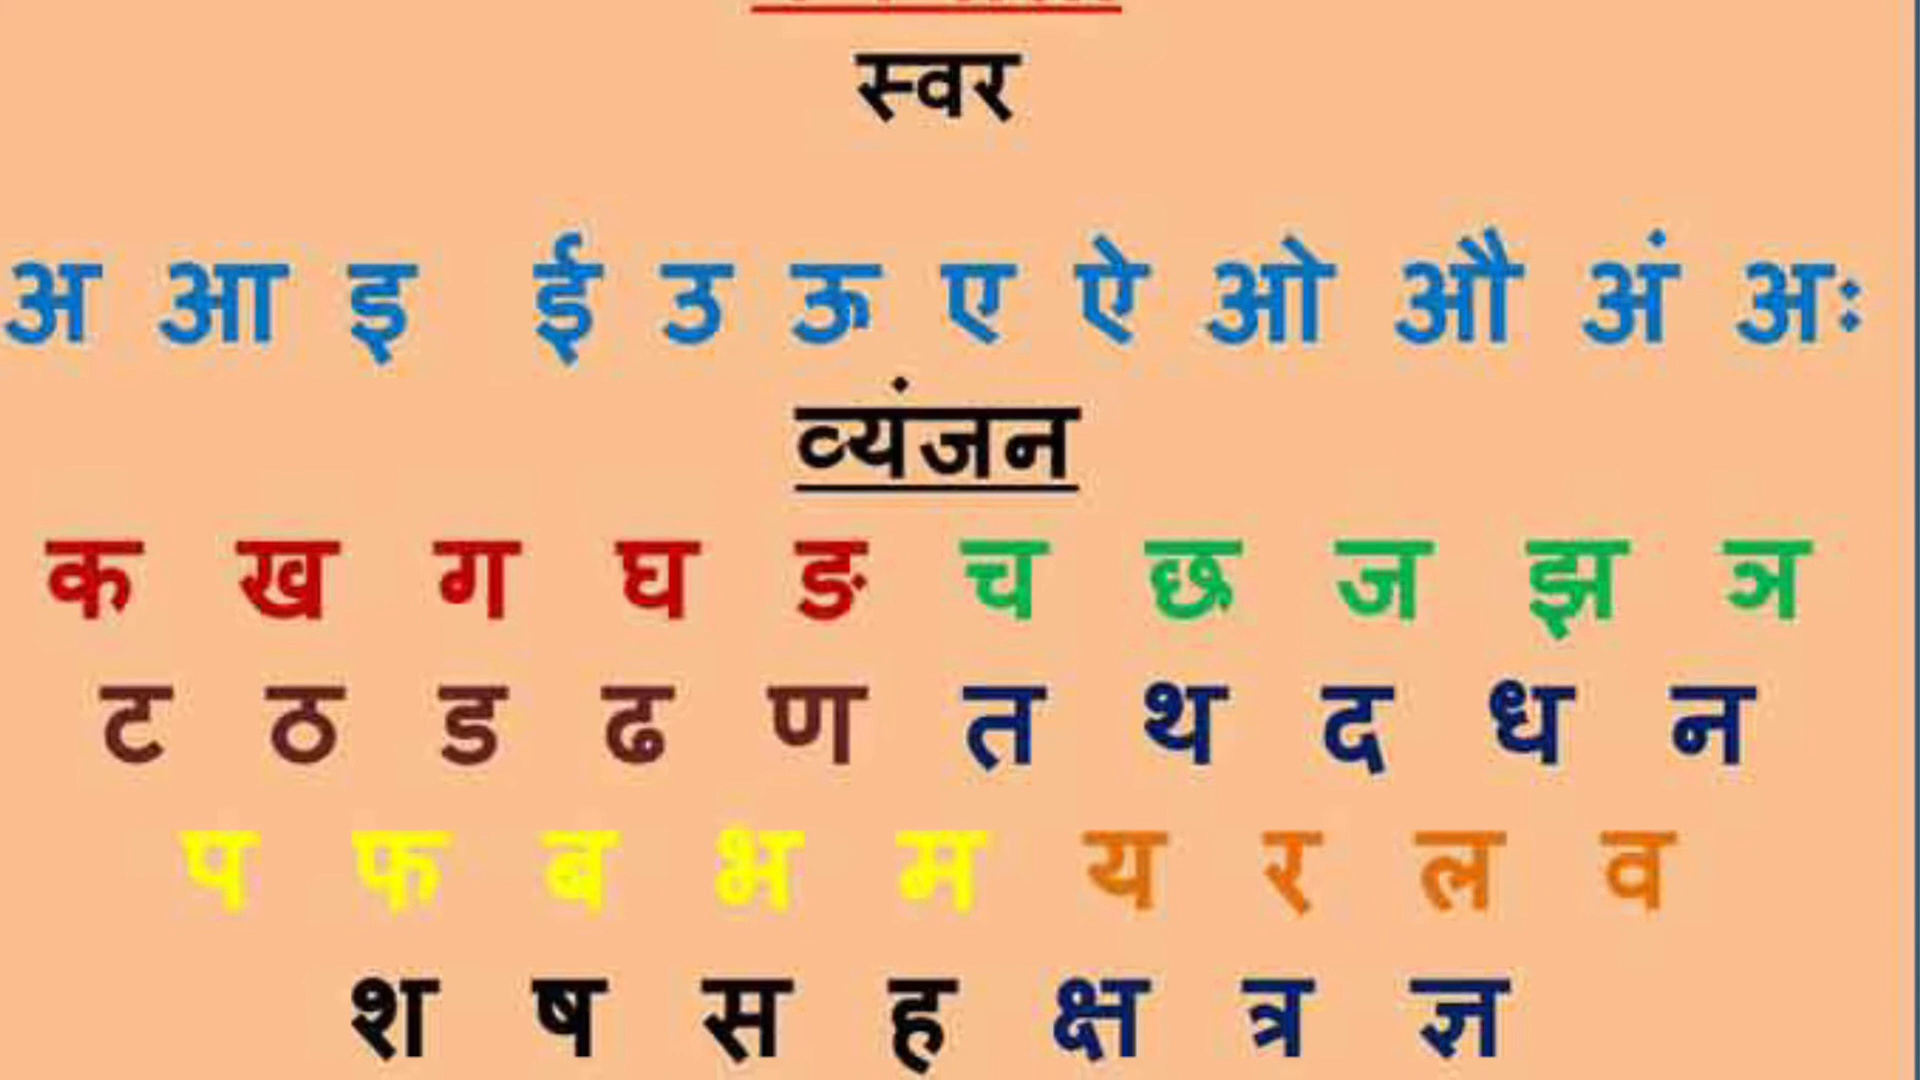 स्वर
अ आ इ ई उ ऊ ए ऐ ओ औ अं अः
व्यंजन
क ख ग घ ङ च छ ज झ ञ
ट ठ ड ढ ण त थ द ध न
प फ ब भ म य र ल व
श ष स ह क्ष त्र ज्ञ